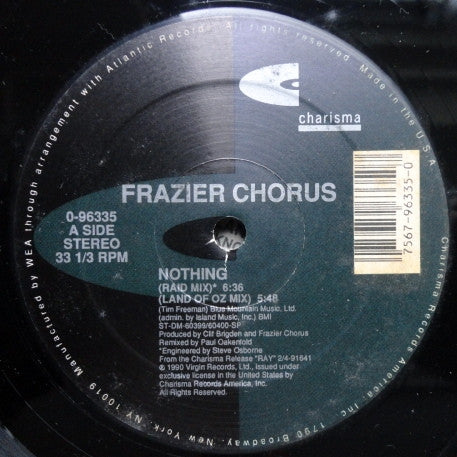 Manufactured by WEA through arrangement with Atlantic Records. All rights reserved. Made in the U.S.A.
charisma
FRAZIER CHORUS
0-96335
A SIDE
STEREO
33 1/3 RPM
7567-96335-0
NOTHING
(RAID MIX)* 6:36
(LAND OF OZ MIX) 5:48
(Tim Freeman) Blue Mountain Music, Ltd.
(admin. by Island Music, Inc.) BMI
ST-DM-60399/60400-SP
Produced by Clif Brigden and Frazier Chorus
Remixed by Paul Oakenfold
*Engineered by Steve Osborne
From the Charisma Release "RAY" 2/4-91641
℗ 1990 Virgin Records, Ltd., issued under
exclusive license in the United States by
Charisma Records America, Inc.
All Rights Reserved.
Charisma Records America, Inc. 1790 Broadway, New York, NY 10019